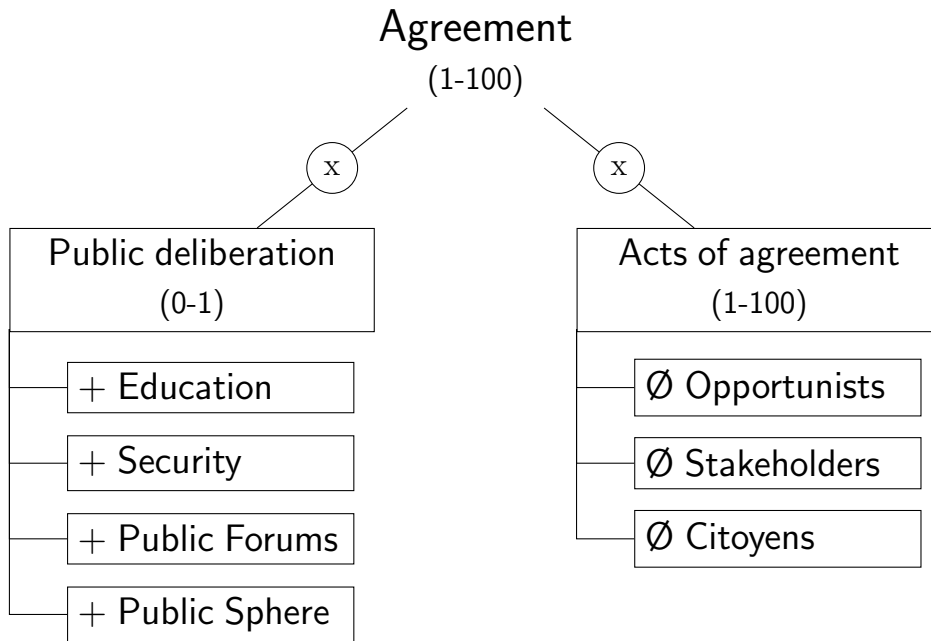 Agreement
(1-100)
x
x
Public deliberation
(0-1)
+ Education
+ Security
+ Public Forums
+ Public Sphere
Acts of agreement
(1-100)
Ø Opportunists
Ø Stakeholders
Ø Citoyens